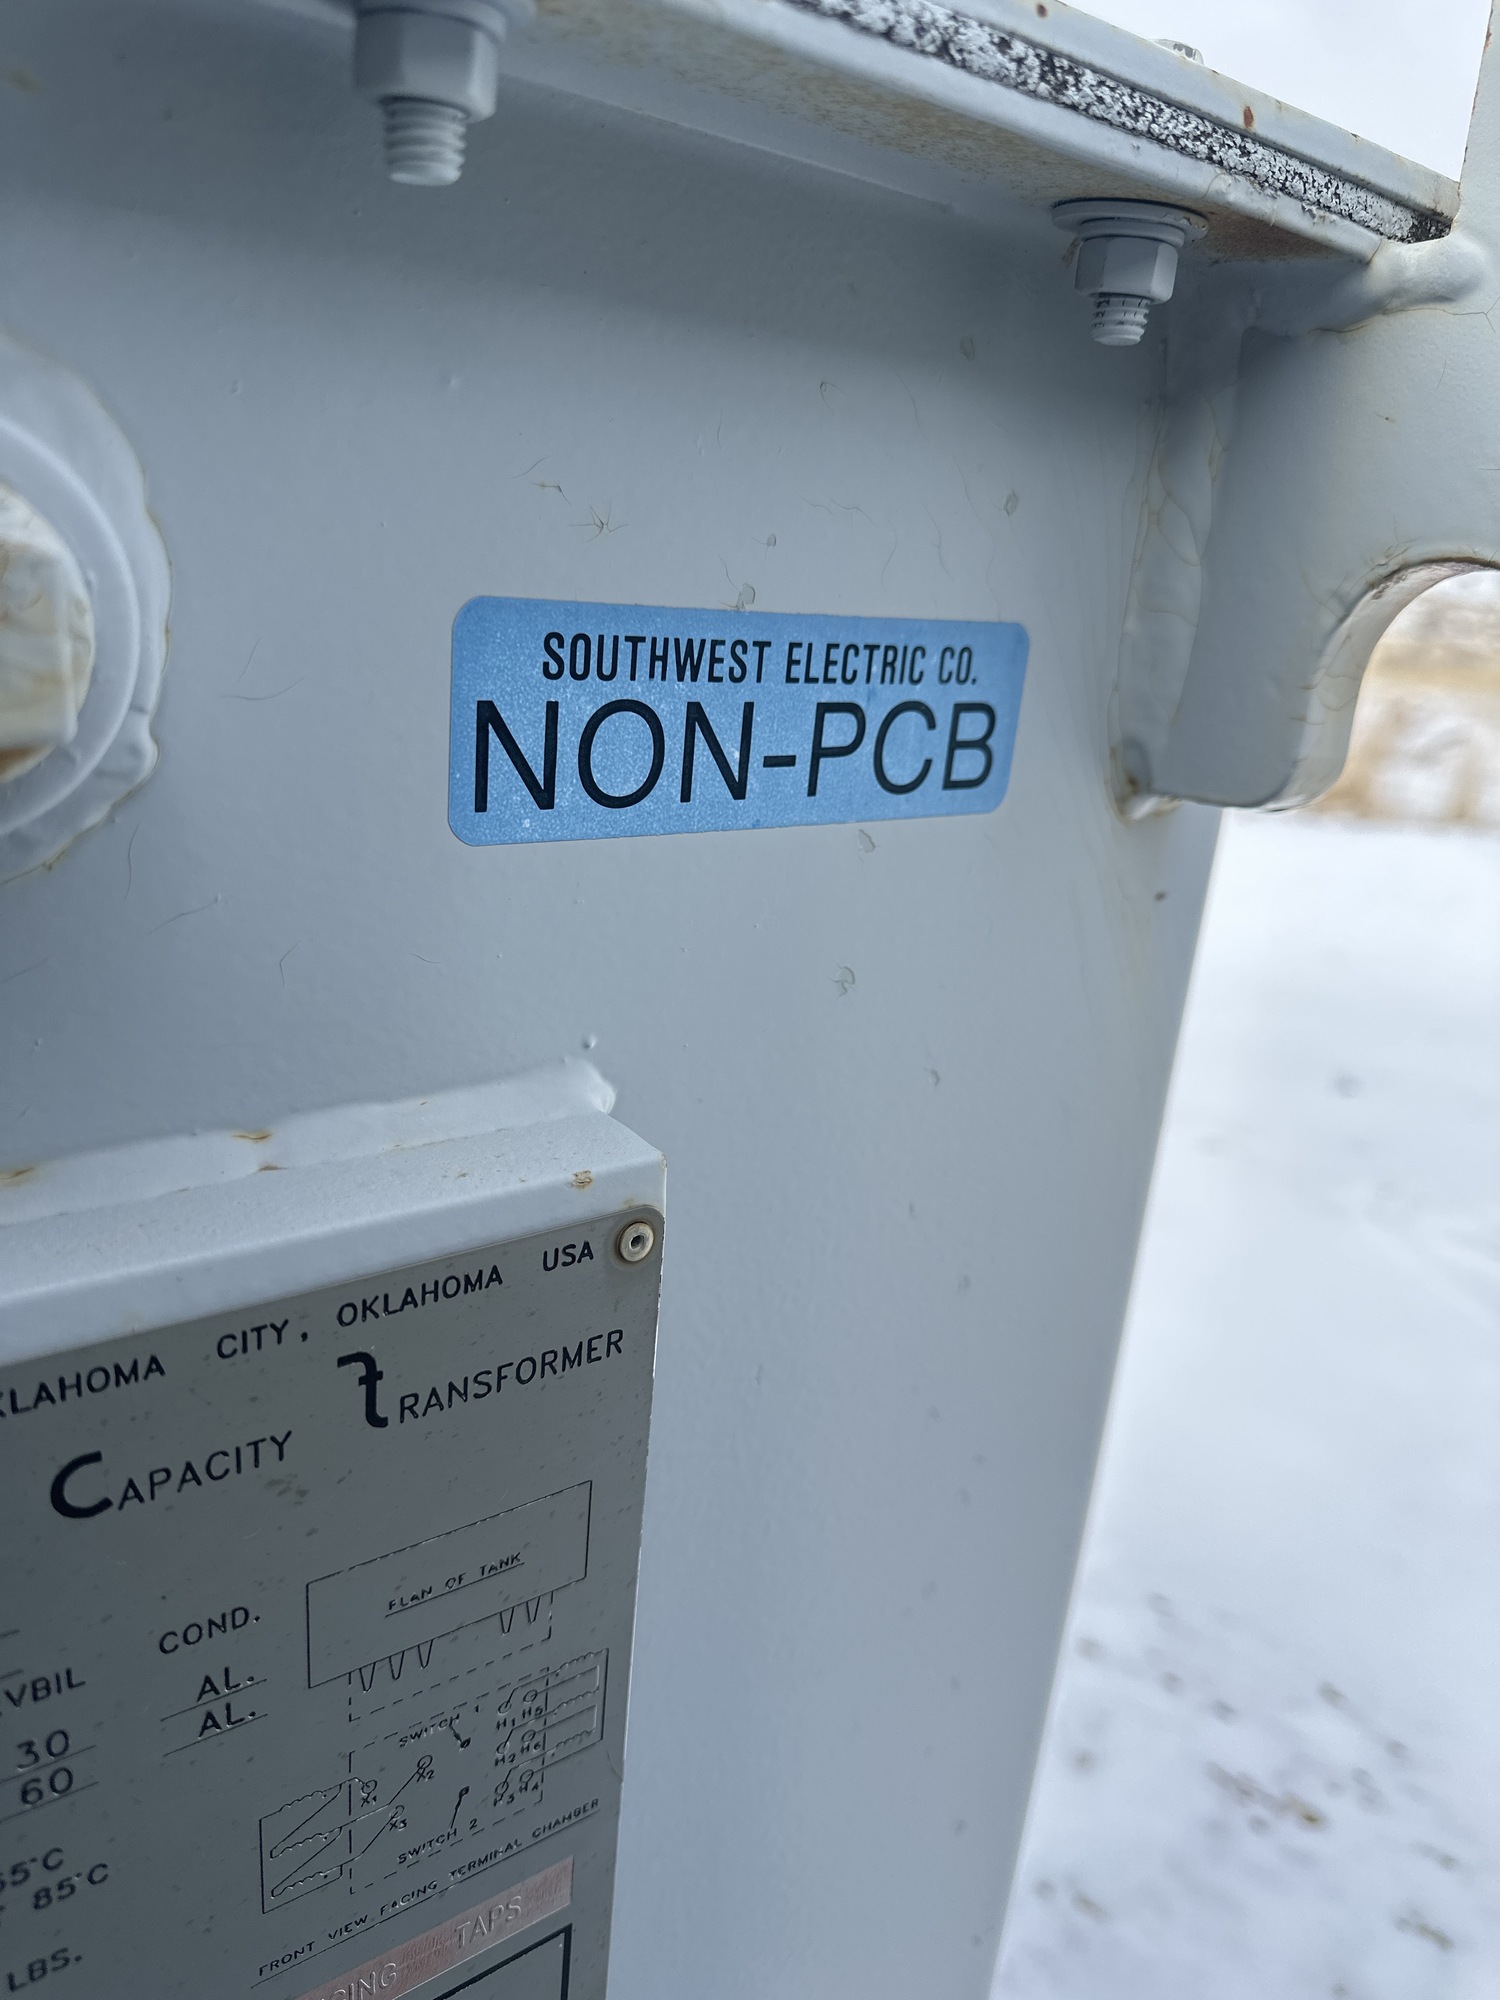 SOUTHWEST ELECTRIC CO.
NON-PCB
OKLAHOMA CITY, OKLAHOMA USA
CAPACITY TRANSFORMER
PLAN OF TANK
COND.
VBIL AL.
30 AL.
60
SWITCH 1
H1 H5
H2 H6
H3 H4
X2
X1
X3
SWITCH 2
85°C
LBS.
FRONT VIEW FACING TERMINAL CHAMBER
TAPS